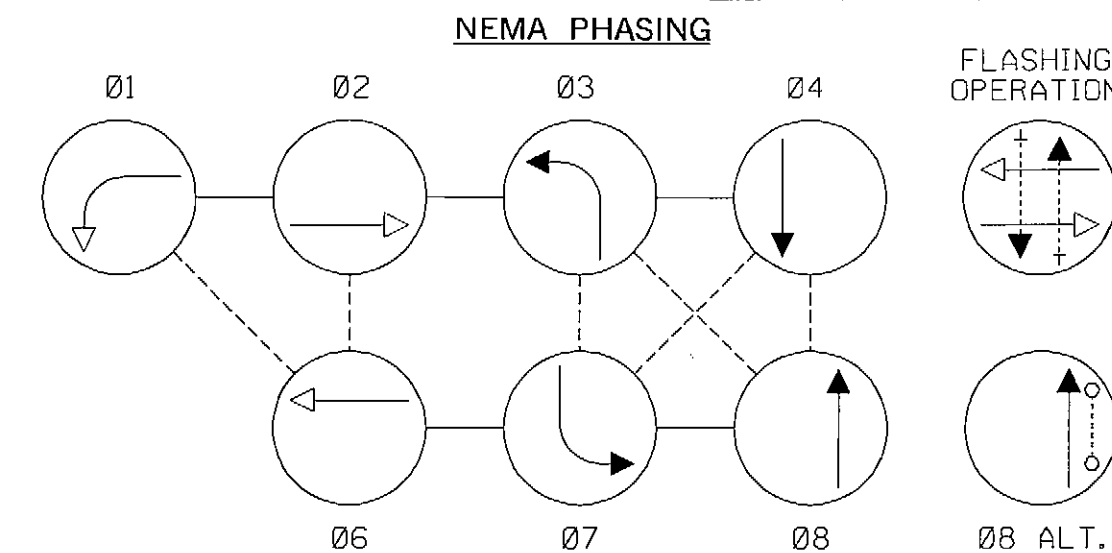 NEMA PHASING
Ø1
Ø2
Ø3
Ø4
FLASHING
OPERATION
Ø6
Ø7
Ø8
Ø8 ALT.